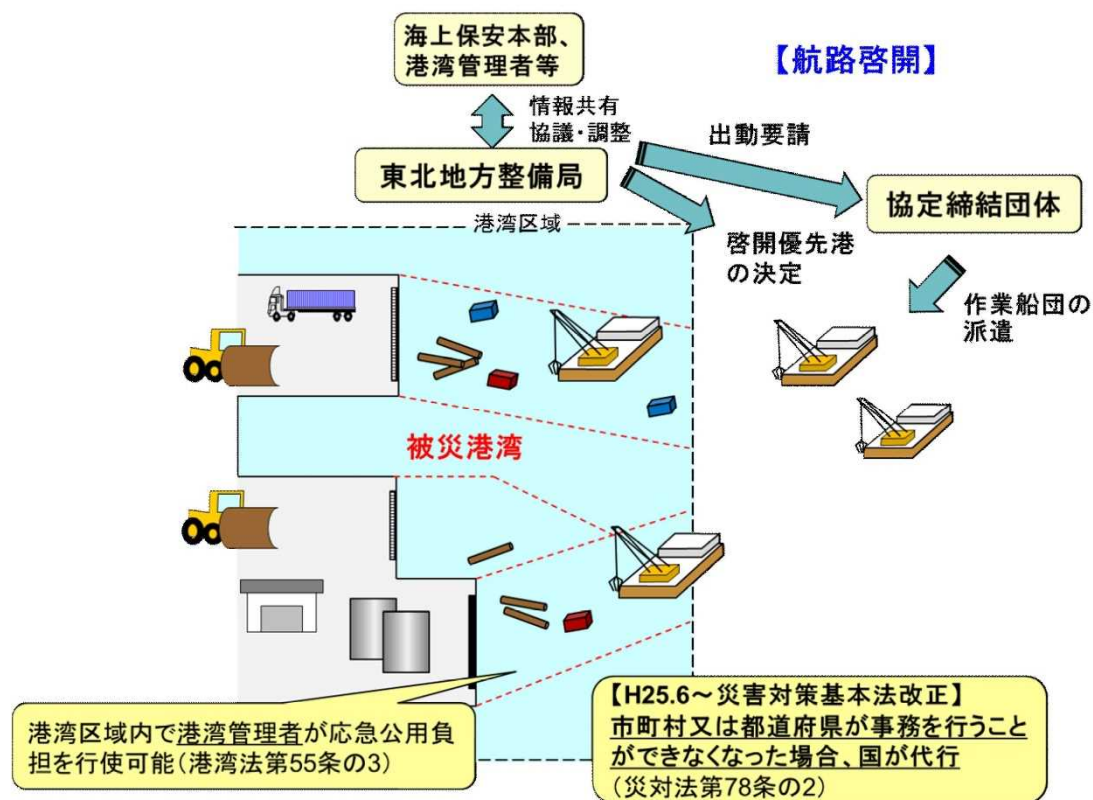 海上保安本部、
港湾管理者等
【航路啓開】
情報共有
協議・調整
出動要請
東北地方整備局
協定締結団体
港湾区域
啓開優先港
の決定
作業船団の
派遣
被災港湾
港湾区域内で港湾管理者が応急公用負
担を行使可能(港湾法第55条の3)
【H25.6~災害対策基本法改正】
市町村又は都道府県が事務を行うこと
ができなくなった場合、国が代行
(災対法第78条の2)